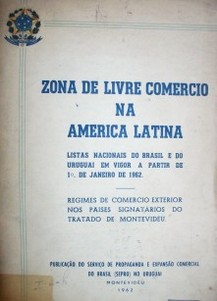 ZONA DE LIVRE COMERCIO
NA
AMERICA LATINA
LISTAS NACIONAIS DO BRASIL E DO
URUGUAI EM VIGOR A PARTIR DE
1º. DE JANEIRO DE 1962.
REGIMES DE COMERCIO EXTERIOR
NOS PAISES SIGNATARIOS DO
TRATADO DE MONTEVIDEU
PUBLICAÇÃO DO SERVIÇO DE PROPAGANDA E EXPANSÃO COMERCIAL
DO BRASIL (SEPRO) NO URUGUAI
MONTEVIDÉU
1962